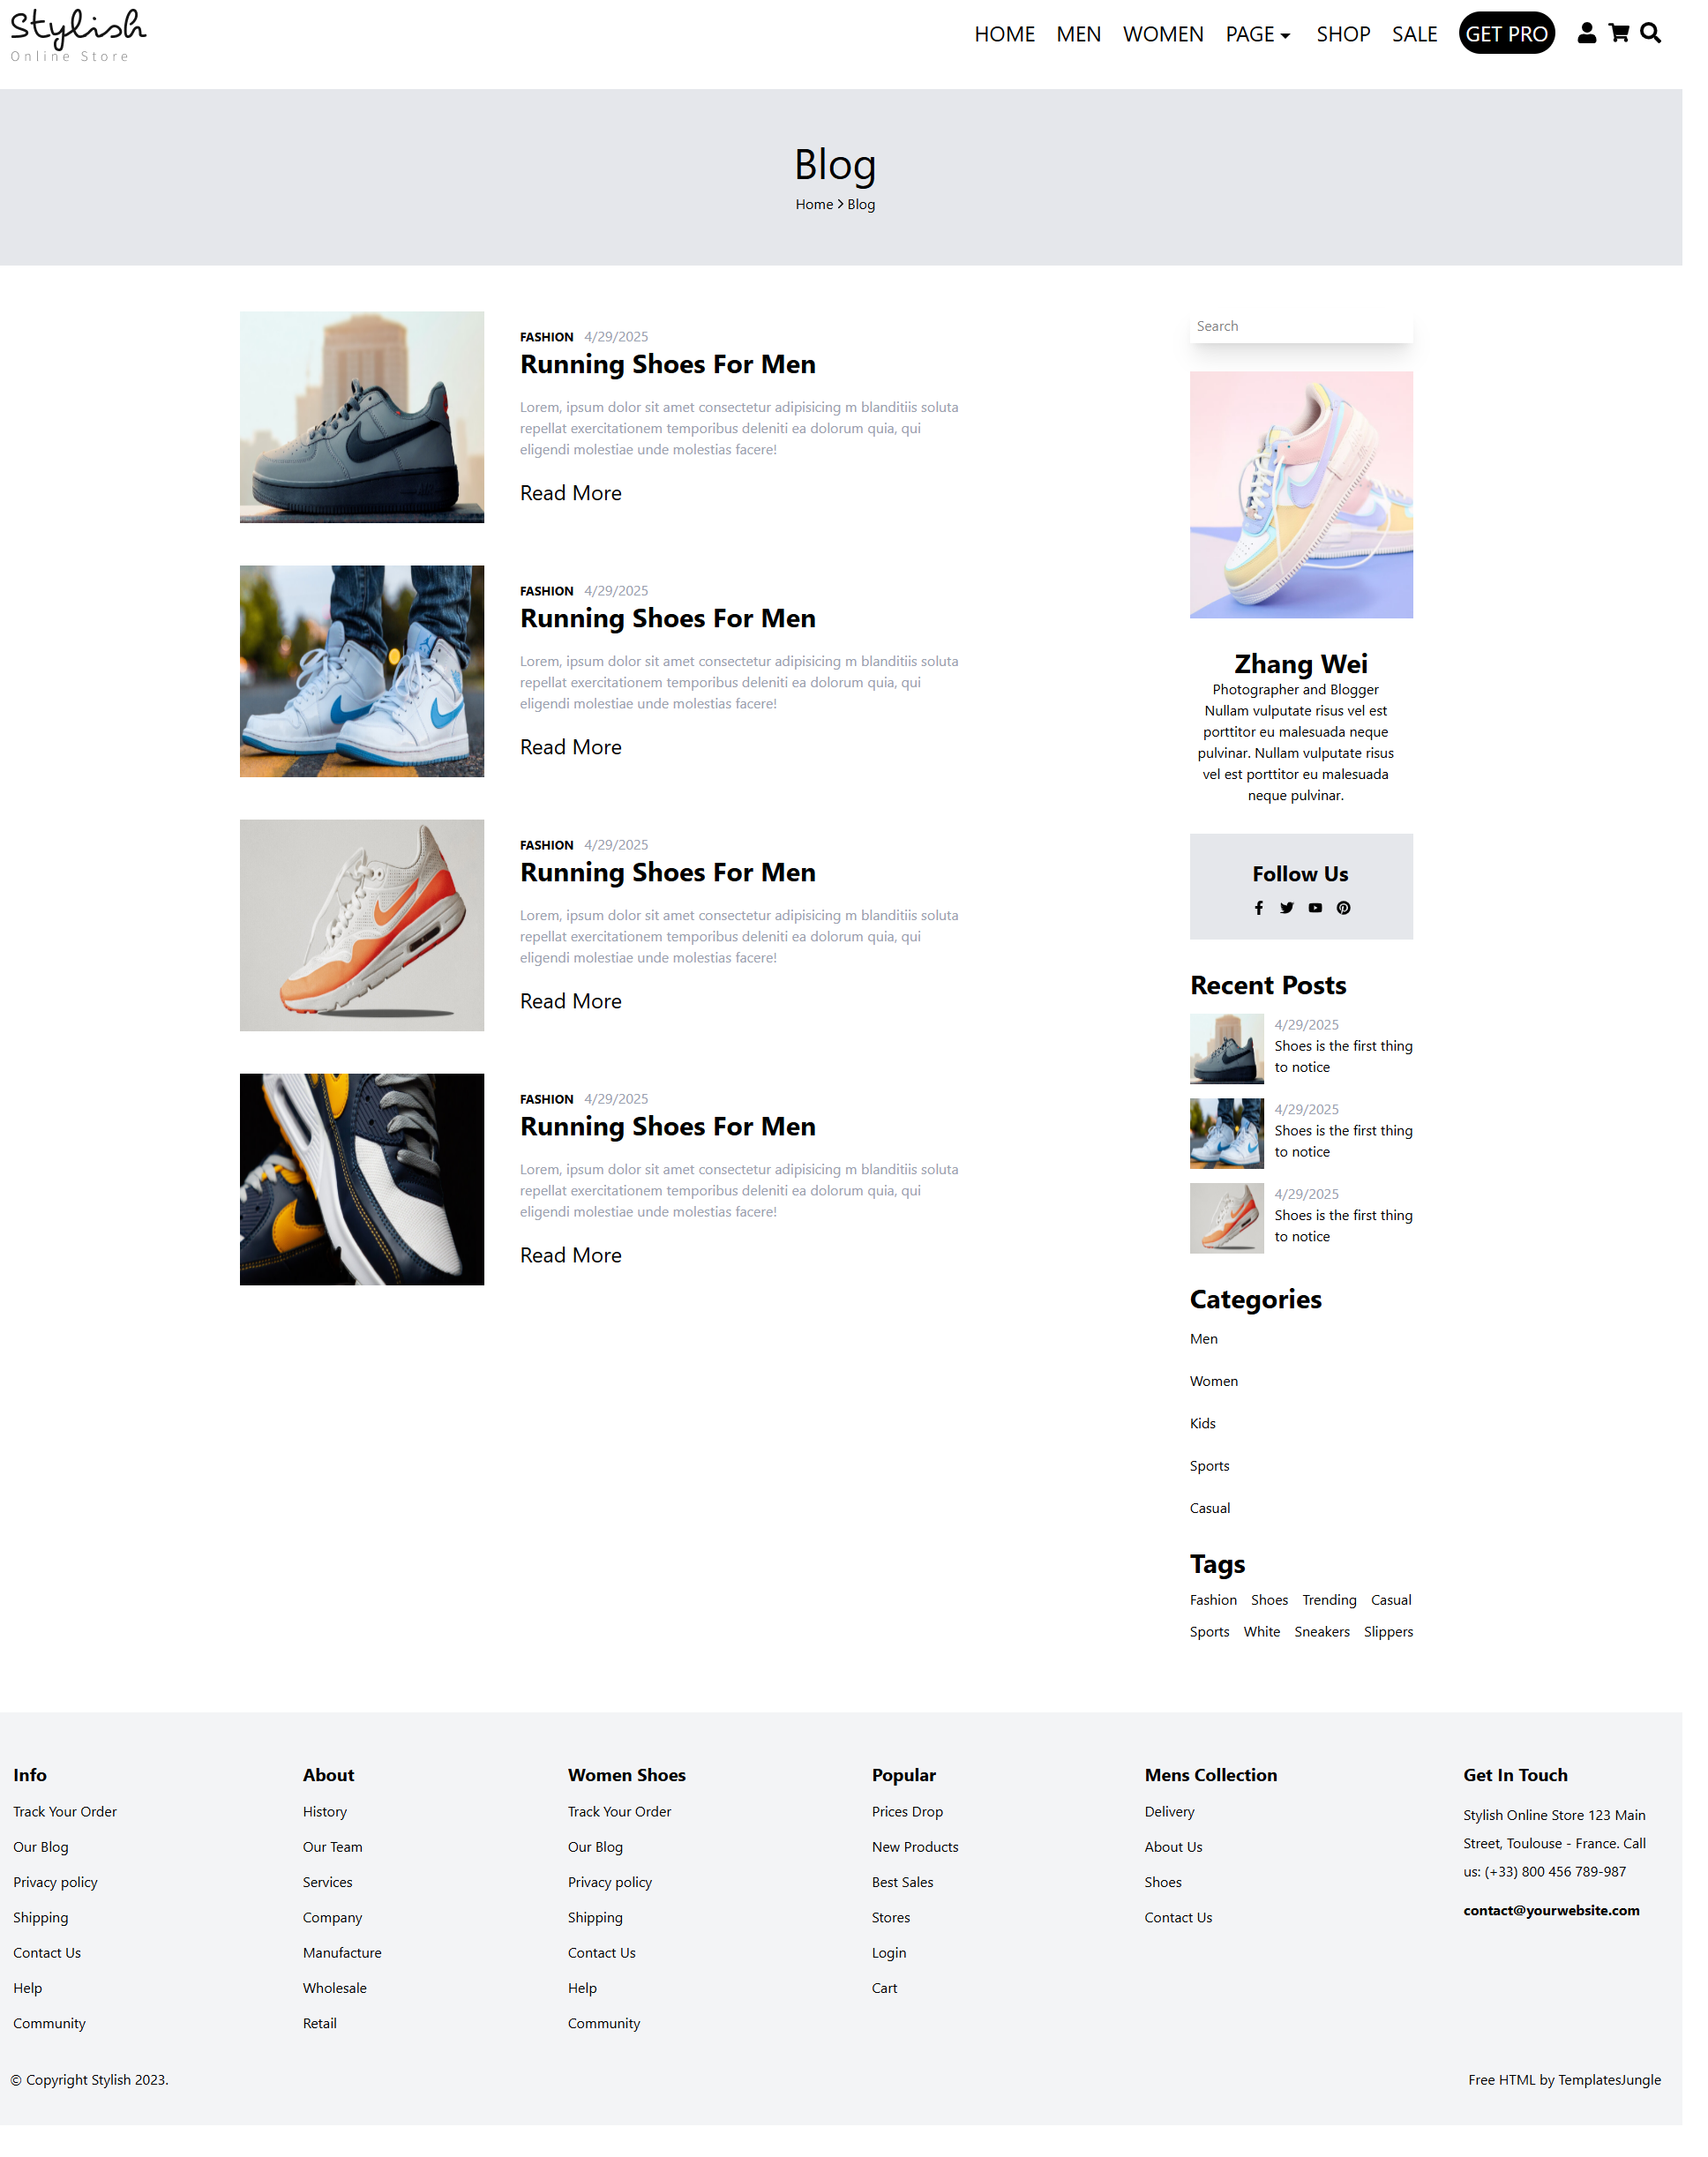 Stylish
Online Store
HOME MEN WOMEN PAGE SHOP SALE GET PRO
Blog
Home > Blog
FASHION 4/29/2025
Running Shoes For Men
Lorem, ipsum dolor sit amet consectetur adipisicing m blanditiis soluta
repellat exercitationem temporibus deleniti ea dolorum quia, qui
eligendi molestiae unde molestias facere!
Read More
FASHION 4/29/2025
Running Shoes For Men
Lorem, ipsum dolor sit amet consectetur adipisicing m blanditiis soluta
repellat exercitationem temporibus deleniti ea dolorum quia, qui
eligendi molestiae unde molestias facere!
Read More
FASHION 4/29/2025
Running Shoes For Men
Lorem, ipsum dolor sit amet consectetur adipisicing m blanditiis soluta
repellat exercitationem temporibus deleniti ea dolorum quia, qui
eligendi molestiae unde molestias facere!
Read More
FASHION 4/29/2025
Running Shoes For Men
Lorem, ipsum dolor sit amet consectetur adipisicing m blanditiis soluta
repellat exercitationem temporibus deleniti ea dolorum quia, qui
eligendi molestiae unde molestias facere!
Read More
Search
Zhang Wei
Photographer and Blogger
Nullam vulputate risus vel est
porttitor eu malesuada neque
pulvinar. Nullam vulputate risus
vel est porttitor eu malesuada
neque pulvinar.
Follow Us
Recent Posts
4/29/2025
Shoes is the first thing
to notice
4/29/2025
Shoes is the first thing
to notice
4/29/2025
Shoes is the first thing
to notice
Categories
Men
Women
Kids
Sports
Casual
Tags
Fashion Shoes Trending Casual
Sports White Sneakers Slippers
Info
Track Your Order
Our Blog
Privacy policy
Shipping
Contact Us
Help
Community
About
History
Our Team
Services
Company
Manufacture
Wholesale
Retail
Women Shoes
Track Your Order
Our Blog
Privacy policy
Shipping
Contact Us
Help
Community
Popular
Prices Drop
New Products
Best Sales
Stores
Login
Cart
Mens Collection
Delivery
About Us
Shoes
Contact Us
Get In Touch
Stylish Online Store 123 Main
Street, Toulouse - France. Call
us: (+33) 800 456 789-987
contact@yourwebsite.com
© Copyright Stylish 2023.
Free HTML by TemplatesJungle